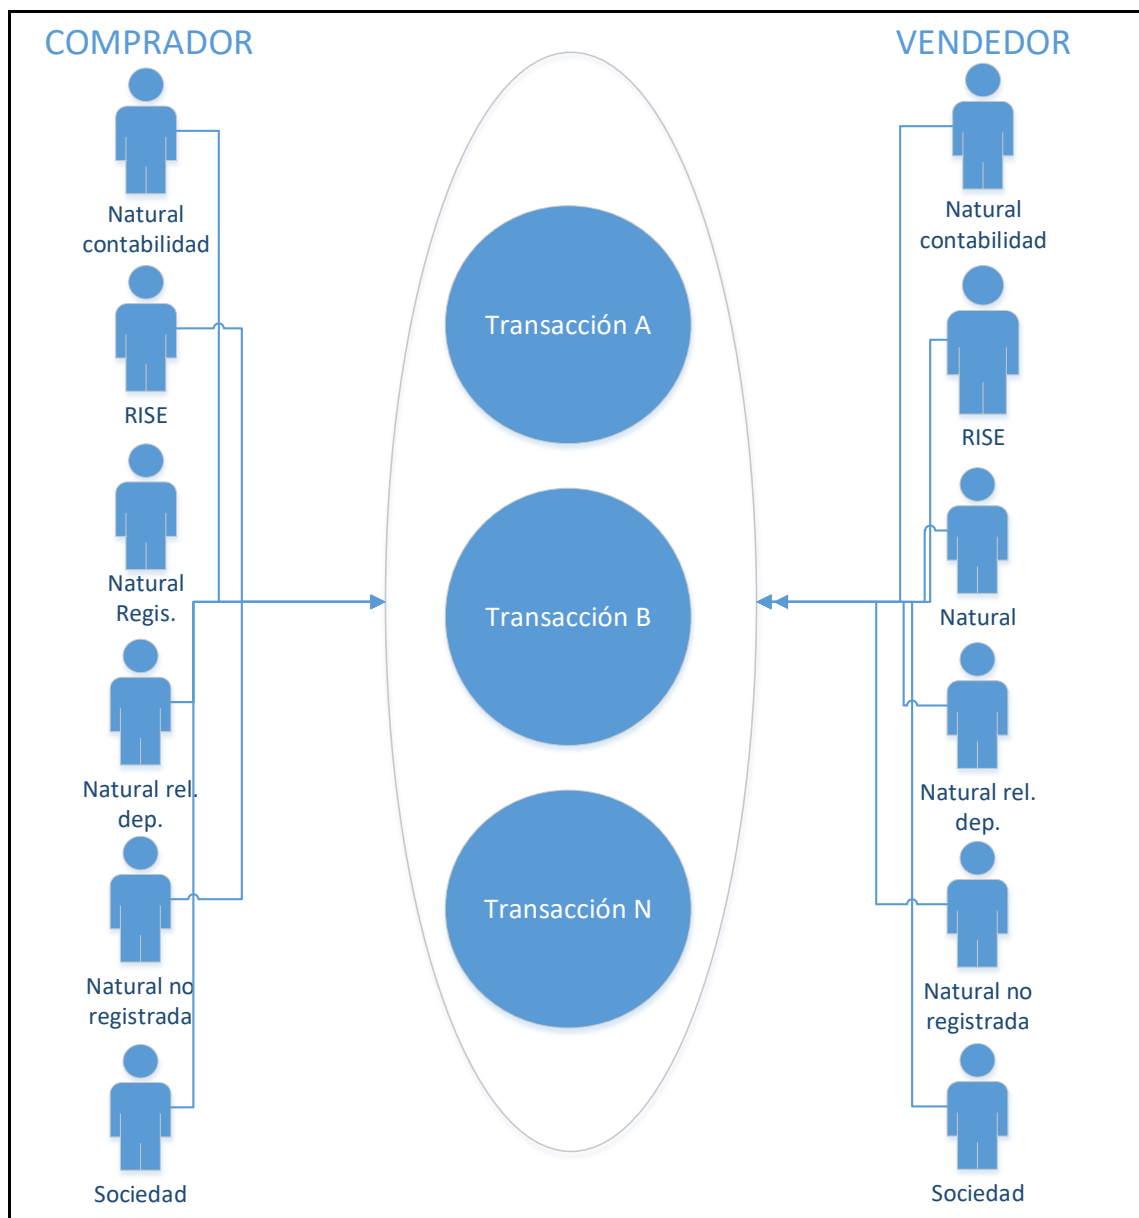 COMPRADOR
Natural
contabilidad
RISE
Natural
Regis.
Natural rel.
dep.
Natural no
registrada
Sociedad
Transacción A
Transacción B
Transacción N
VENDEDOR
Natural
contabilidad
RISE
Natural
Natural rel.
dep.
Natural no
registrada
Sociedad